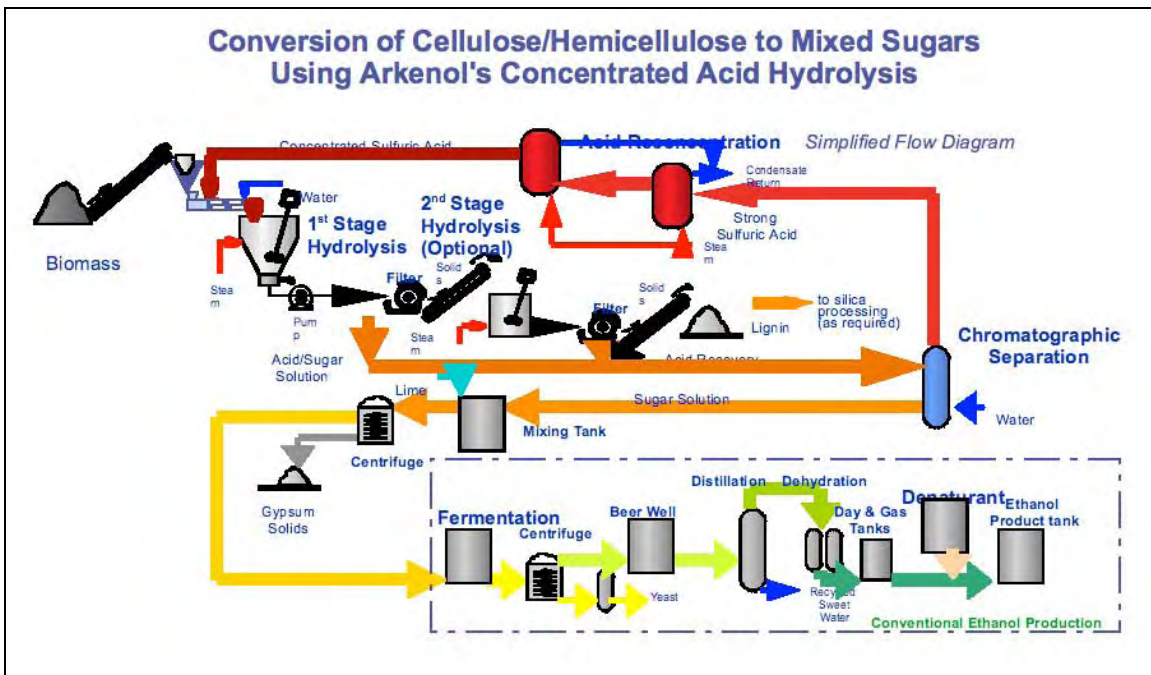 Conversion of Cellulose/Hemicellulose to Mixed Sugars
Using Arkenol's Concentrated Acid Hydrolysis
Simplified Flow Diagram
Concentrated Sulfuric Acid
Acid Reconcentration
Condensate
Return
Water
1st Stage
Hydrolysis
2nd Stage
Hydrolysis
(Optional)
Strong
Sulfuric Acid
Stea
m
Biomass
Stea
m
Pum
p
Filter
Solid
s
Stea
m
Filter
Solid
s
Lignin
to silica
processing
(as required)
Chromatographic
Separation
Acid/Sugar
Solution
Acid Recovery
Lime
Sugar Solution
Mixing Tank
Water
Centrifuge
Gypsum
Solids
Fermentation
Centrifuge
Beer Well
Yeast
Distillation
Dehydration
Recycled
Sweet
Water
Day & Gas
Tanks
Denaturant
Ethanol
Product tank
Conventional Ethanol Production